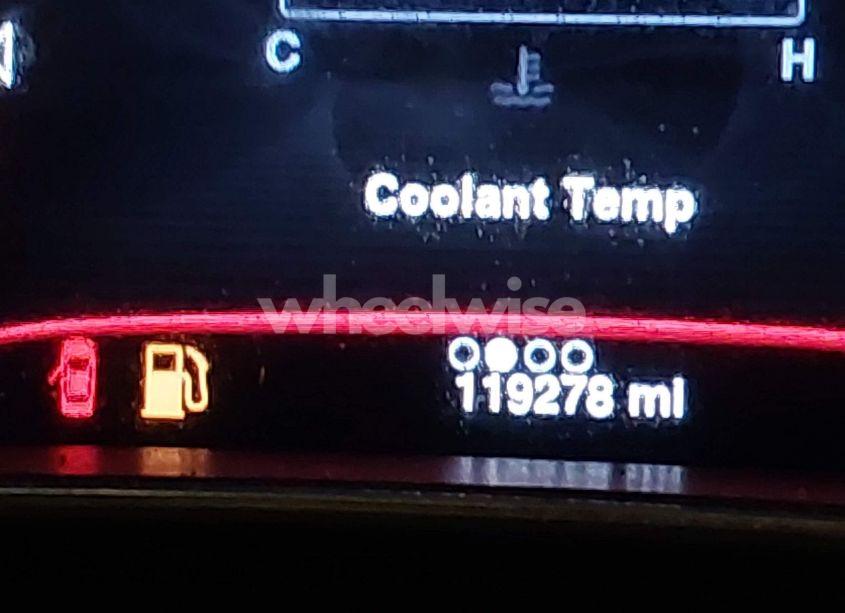 C H
Coolant Temp
wheelwise
119278 mi